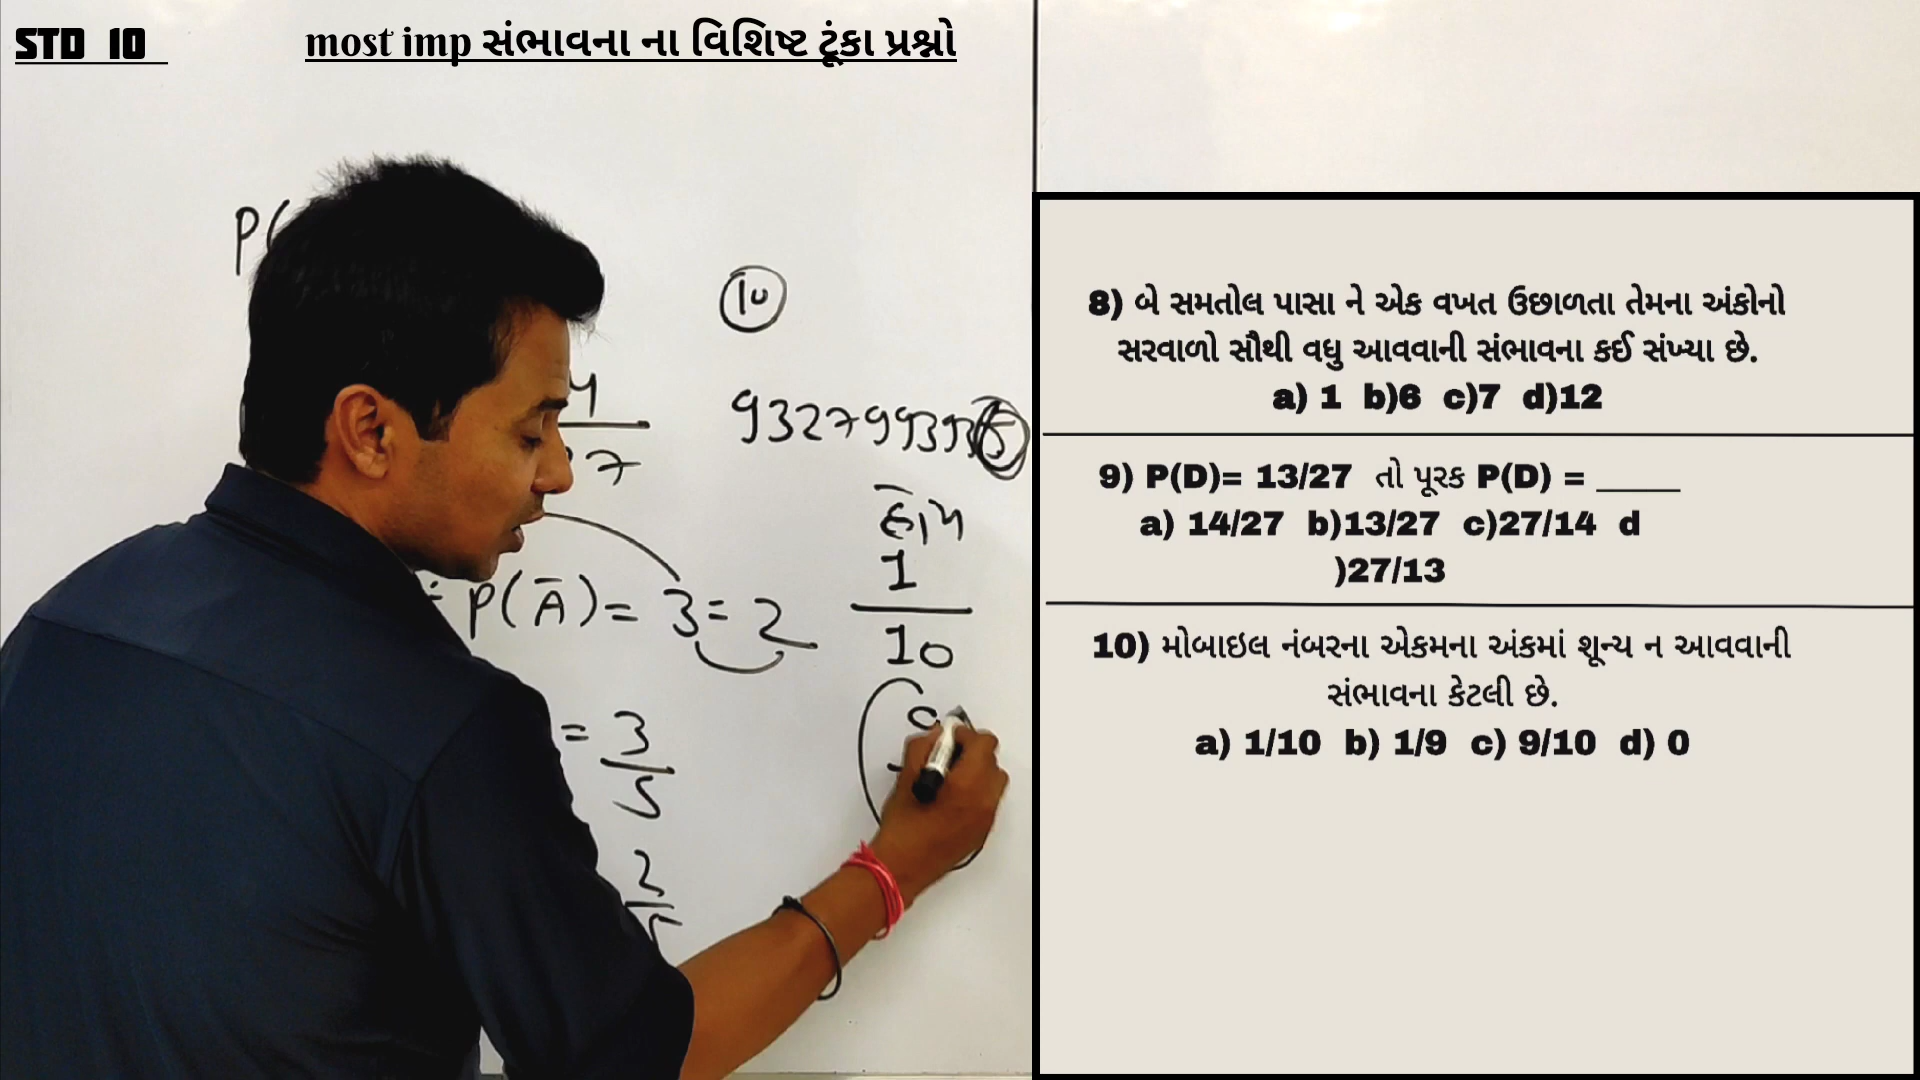 STD 10
most imp સંભાવના ના વિશિષ્ટ ટૂંકા પ્રશ્નો
P(
10
4
7
P(Ā) = 3 = 2
= 3/5
2
હોય
1/10
8) બે સમતોલ પાસા ને એક વખત ઉછાળતા તેમના અંકોનો
સરવાળો સૌથી વધુ આવવાની સંભાવના કઈ સંખ્યા છે.
a) 1 b)6 c)7 d)12
9) P(D)= 13/27 તો પૂરક P(D) = _____
a) 14/27 b)13/27 c)27/14 d
)27/13
10) મોબાઇલ નંબરના એકમના અંકમાં શૂન્ય ન આવવાની
સંભાવના કેટલી છે.
a) 1/10 b) 1/9 c) 9/10 d) 0